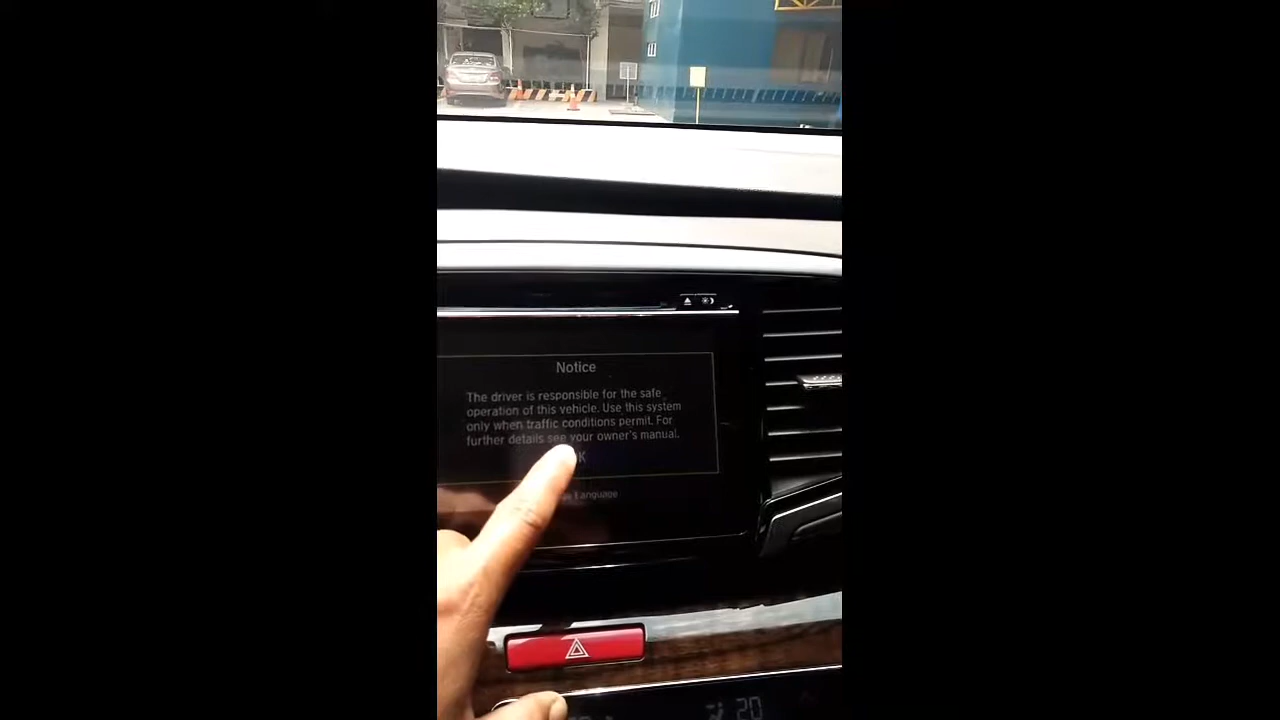 Notice
The driver is responsible for the safe
operation of this vehicle. Use this system
only when traffic conditions permit. For
further details see your owner's manual.
Language
20